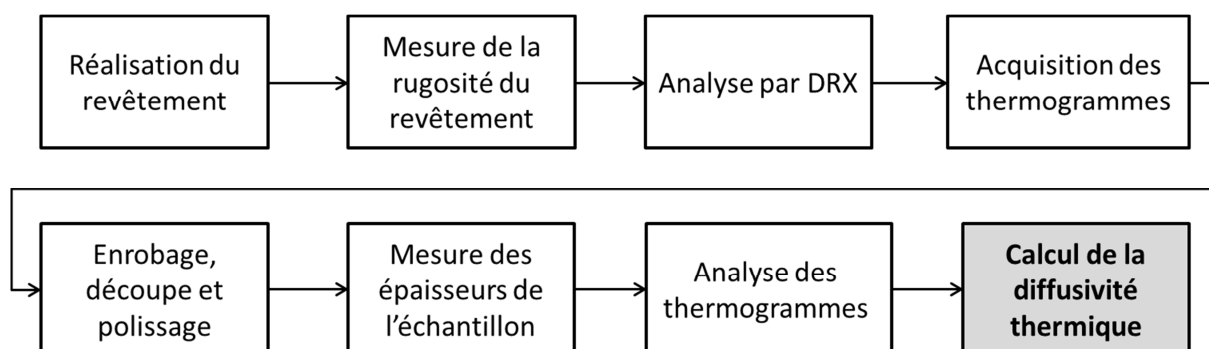 Réalisation du
revêtement
Mesure de la
rugosité du
revêtement
Analyse par DRX
Acquisition des
thermogrammes
Enrobage,
découpe et
polissage
Mesure des
épaisseurs de
l'échantillon
Analyse des
thermogrammes
Calcul de la
diffusivité
thermique